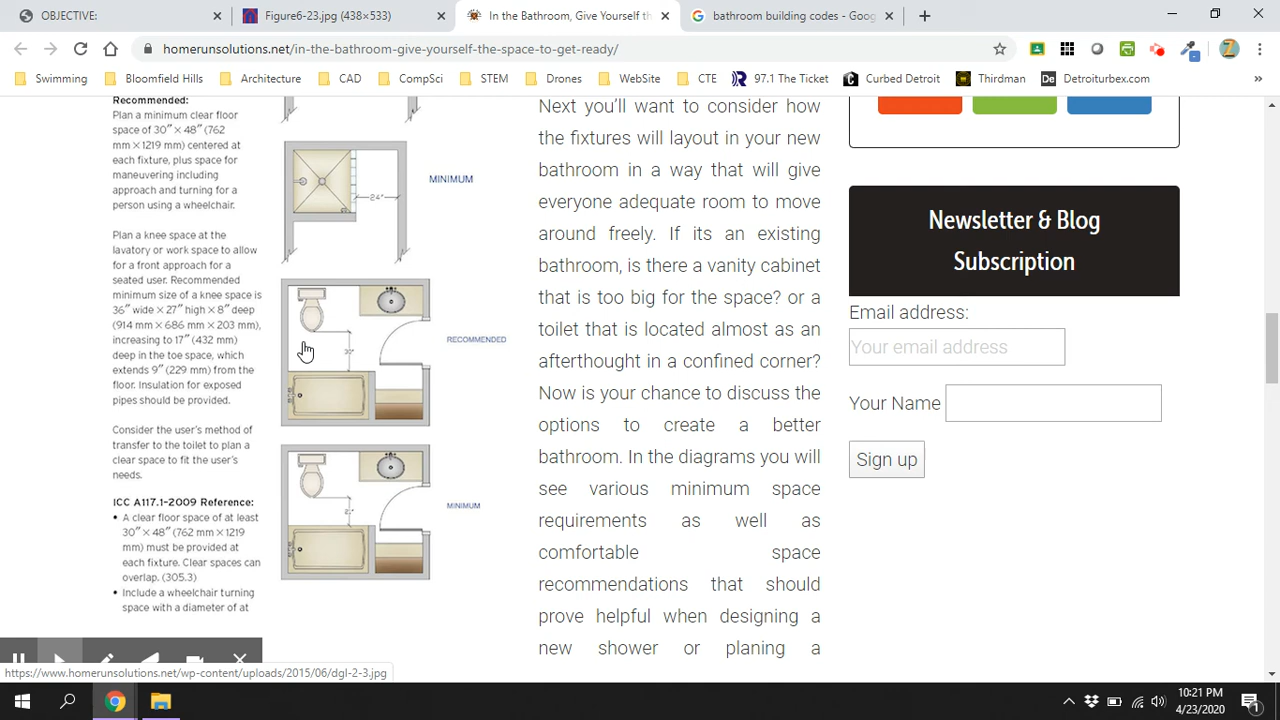 OBJECTIVE:
Figure6-23.jpg (438×533)
In the Bathroom, Give Yourself th
bathroom building codes - Goog
homerunsolutions.net/in-the-bathroom-give-yourself-the-space-to-get-ready/
Swimming
Bloomfield Hills
Architecture
CAD
CompSci
STEM
Drones
WebSite
CTE
97.1 The Ticket
Curbed Detroit
Thirdman
De Detroiturbex.com
»
Recommended:
Plan a minimum clear floor
space of 30" × 48" (762
mm × 1219 mm) centered at
each fixture, plus space for
maneuvering including
approach and turning for a
person using a wheelchair.
Plan a knee space at the
lavatory or work space to allow
for a front approach for a
seated user. Recommended
minimum size of a knee space is
36" wide × 27" high × 8" deep
(914 mm × 686 mm × 203 mm),
increasing to 17" (432 mm)
deep in the toe space, which
extends 9" (229 mm) from the
floor. Insulation for exposed
pipes should be provided.
Consider the user's method of
transfer to the toilet to plan a
clear space to fit the user's
needs.
ICC A117.1-2009 Reference:
• A clear floor space of at least
30" × 48" (762 mm × 1219
mm) must be provided at
each fixture. Clear spaces can
overlap. (305.3)
• Include a wheelchair turning
space with a diameter of at
24"
MINIMUM
30"
RECOMMENDED
21"
MINIMUM
Next you'll want to consider how
the fixtures will layout in your new
bathroom in a way that will give
everyone adequate room to move
around freely. If its an existing
bathroom, is there a vanity cabinet
that is too big for the space? or a
toilet that is located almost as an
afterthought in a confined corner?
Now is your chance to discuss the
options to create a better
bathroom. In the diagrams you will
see various minimum space
requirements as well as
comfortable space
recommendations that should
prove helpful when designing a
new shower or planing a
Newsletter & Blog
Subscription
Email address:
Your email address
Your Name
Sign up
https://www.homerunsolutions.net/wp-content/uploads/2015/06/dgl-2-3.jpg
10:21 PM
4/23/2020